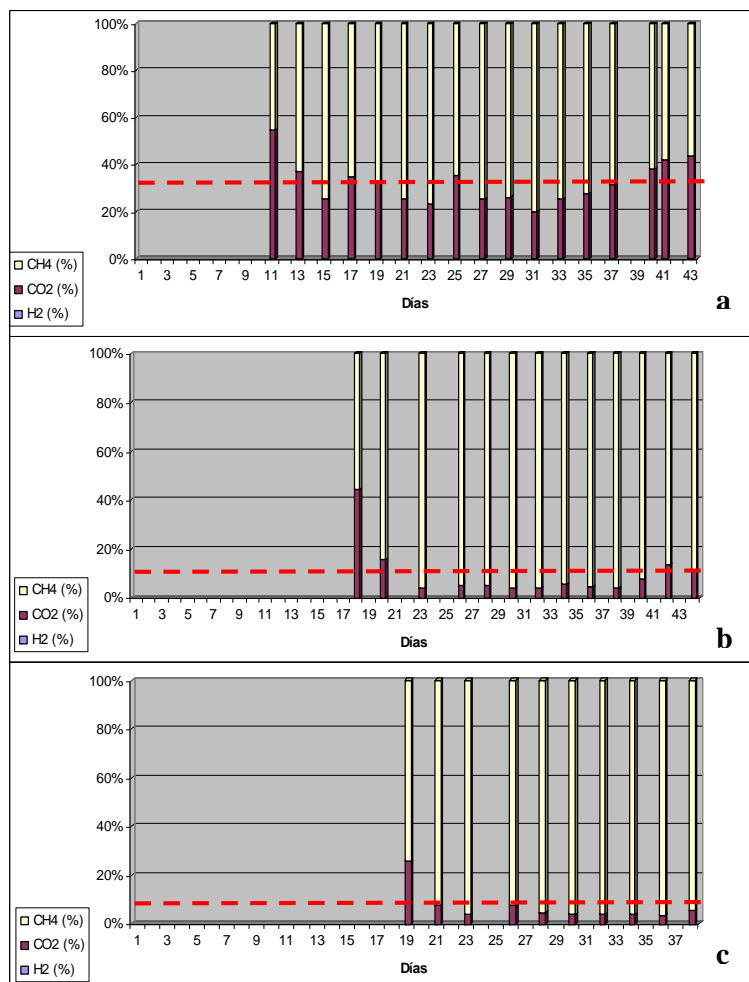 100%
80%
60%
40%
20%
0%
1 3 5 7 9 11 13 15 17 19 21 23 25 27 29 31 33 35 37 39 41 43
CH4 (%)
CO2 (%)
H2 (%)
Días
a
100%
80%
60%
40%
20%
0%
1 3 5 7 9 11 13 15 17 19 21 23 25 27 29 31 33 35 37 39 41 43
CH4 (%)
CO2 (%)
H2 (%)
Días
b
100%
80%
60%
40%
20%
0%
1 3 5 7 9 11 13 15 17 19 21 23 25 27 29 31 33 35 37
CH4 (%)
CO2 (%)
H2 (%)
Días
c